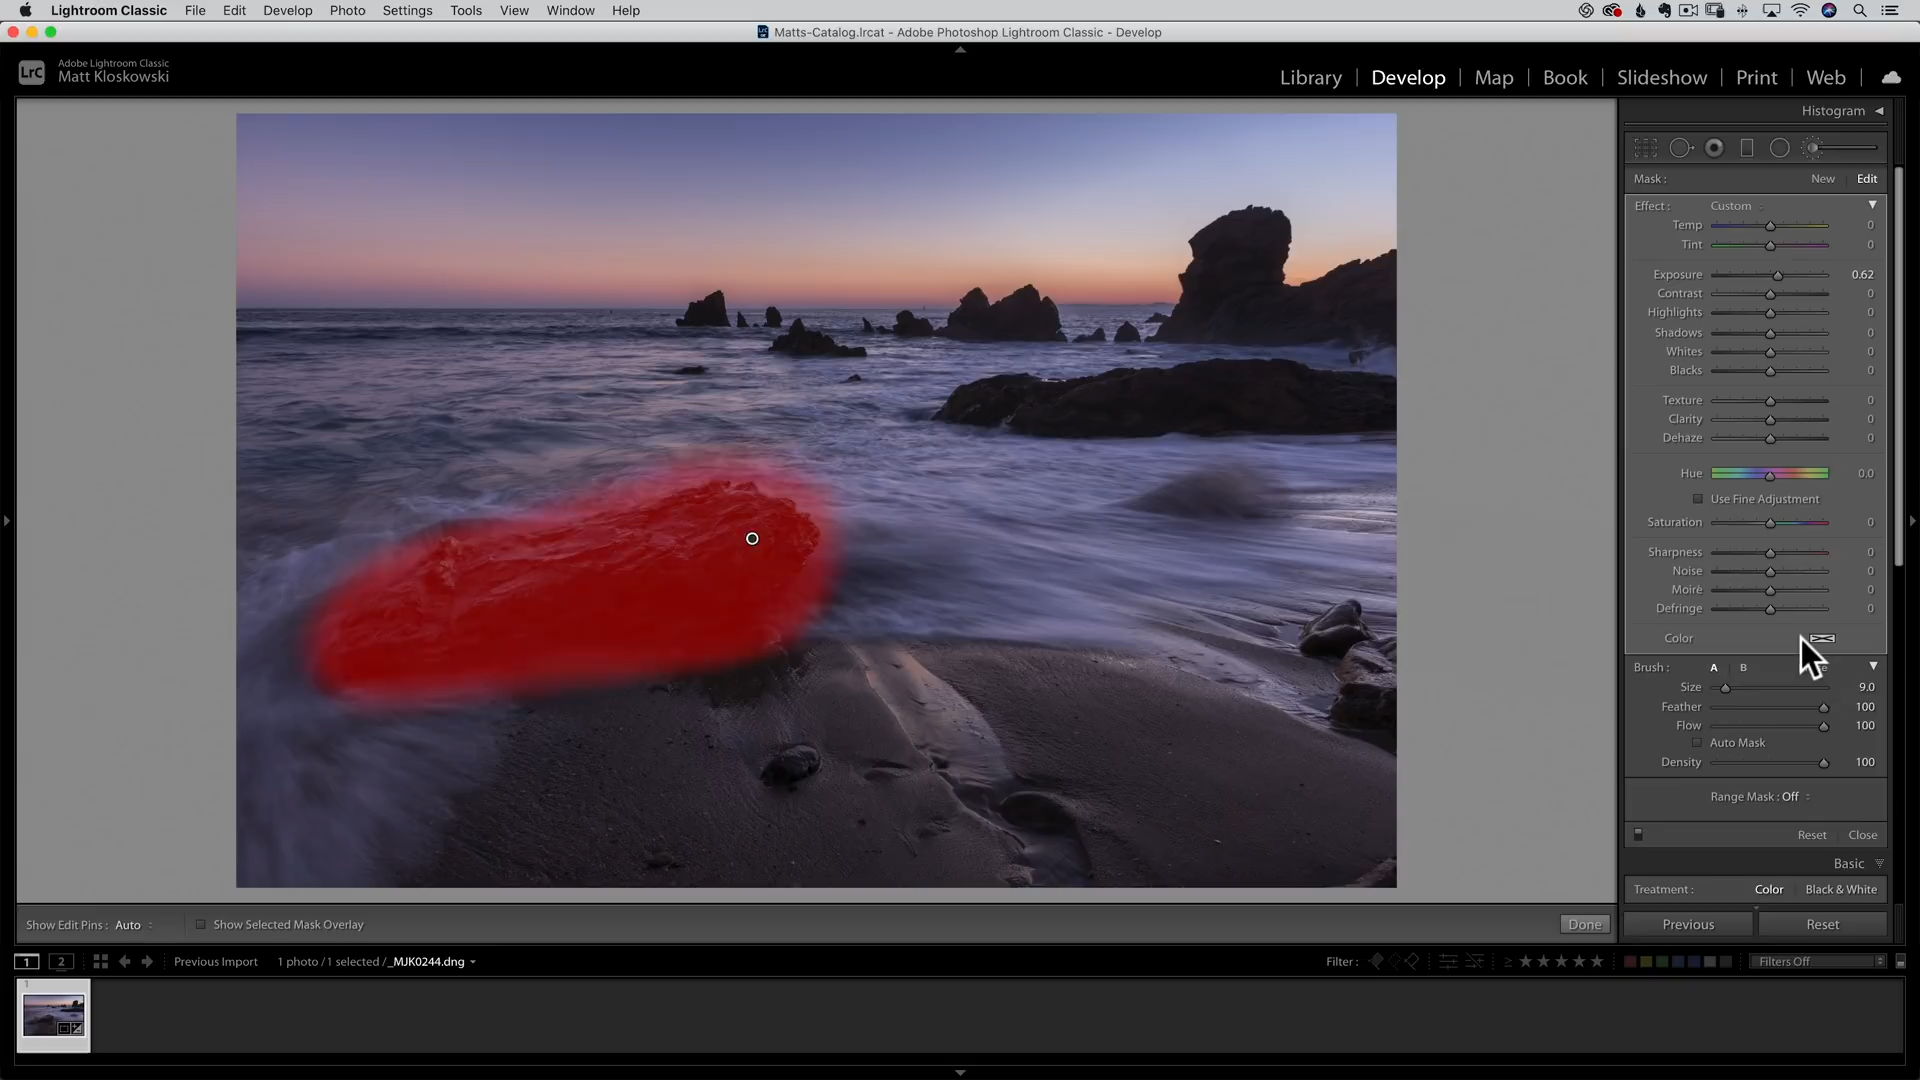 Lightroom Classic File Edit Develop Photo Settings Tools View Window Help
Matts-Catalog.lrcat - Adobe Photoshop Lightroom Classic - Develop
LrC
Adobe Lightroom Classic
Matt Kloskowski
Library | Develop | Map | Book | Slideshow | Print | Web
Histogram
Mask : New Edit
Effect : Custom
Temp 0
Tint 0
Exposure 0.62
Contrast 0
Highlights 0
Shadows 0
Whites 0
Blacks 0
Texture 0
Clarity 0
Dehaze 0
Hue 0.0
Use Fine Adjustment
Saturation 0
Sharpness 0
Noise 0
Moiré 0
Defringe 0
Color
Brush : A B
Size 9.0
Feather 100
Flow 100
Auto Mask
Density 100
Range Mask : Off
Reset Close
Basic
Treatment : Color Black & White
Show Edit Pins : Auto Show Selected Mask Overlay Done
Previous Reset
1 2 Previous Import 1 photo / 1 selected / _MJK0244.dng Filter : Filters Off
1